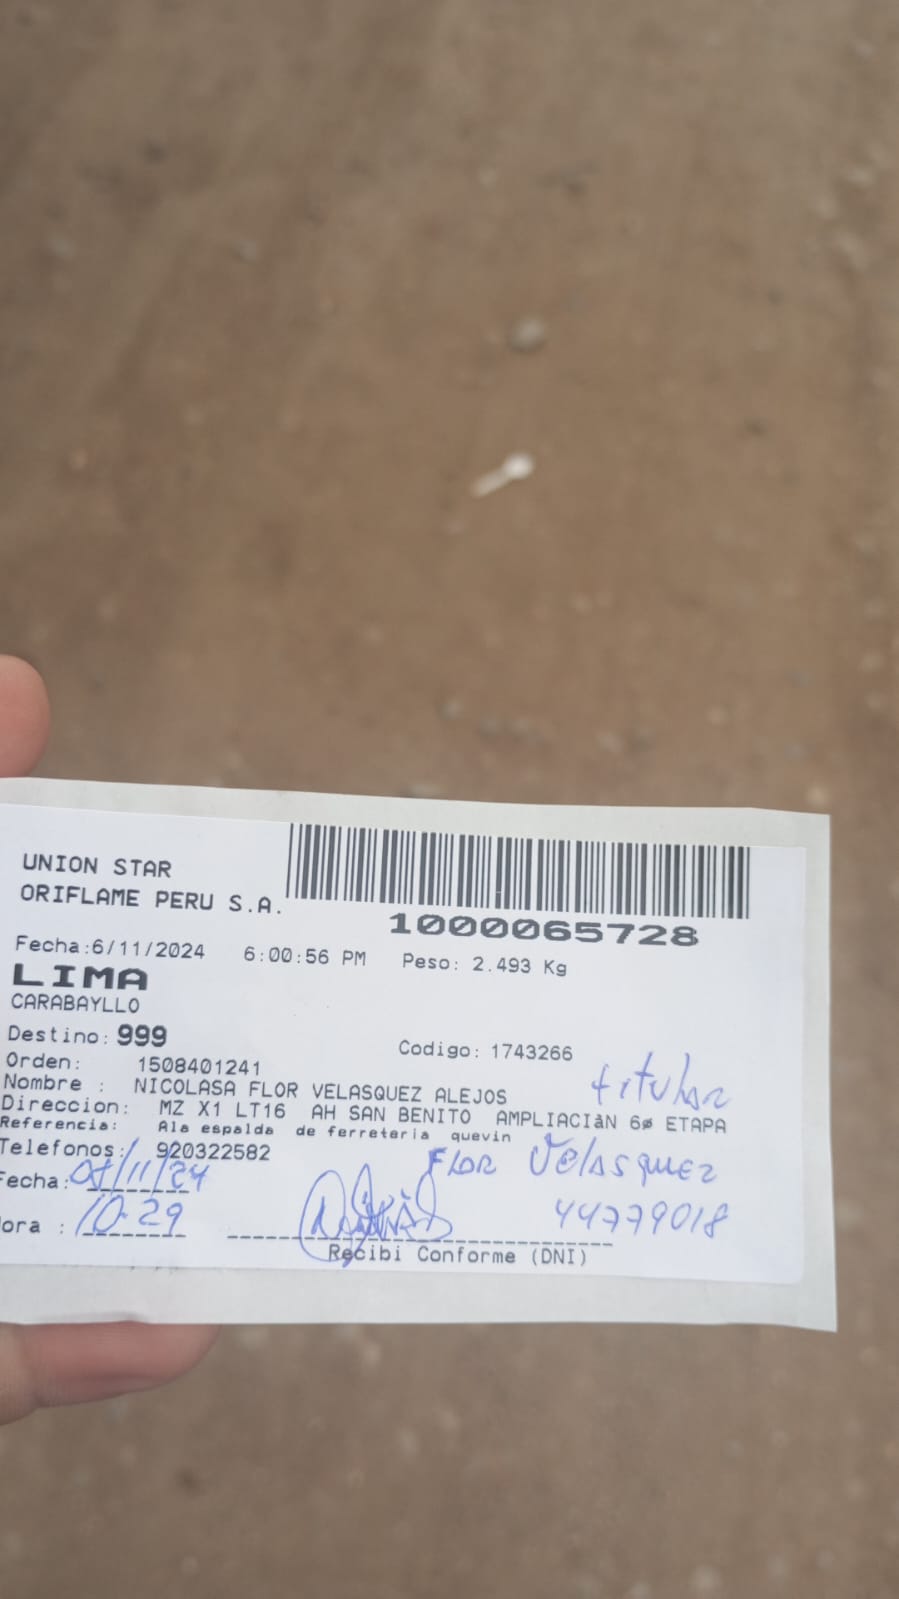 UNION STAR
ORIFLAME PERU S.A.
1000065728
Fecha:6/11/2024 6:00:56 PM Peso: 2.493 Kg
LIMA
CARABAYLLO
Destino: 999
Codigo: 1743266
Orden: 1508401241
titular
Nombre : NICOLASA FLOR VELASQUEZ ALEJOS
Direccion: MZ X1 LT16 AH SAN BENITO AMPLIACIàN 6ø ETAPA
Referencia: Ala espalda de ferreteria quevin
Telefonos: 920322582
FLOR Velasquez
Fecha: 07/11/24
44779018
ora : 10:29
Recibi Conforme (DNI)